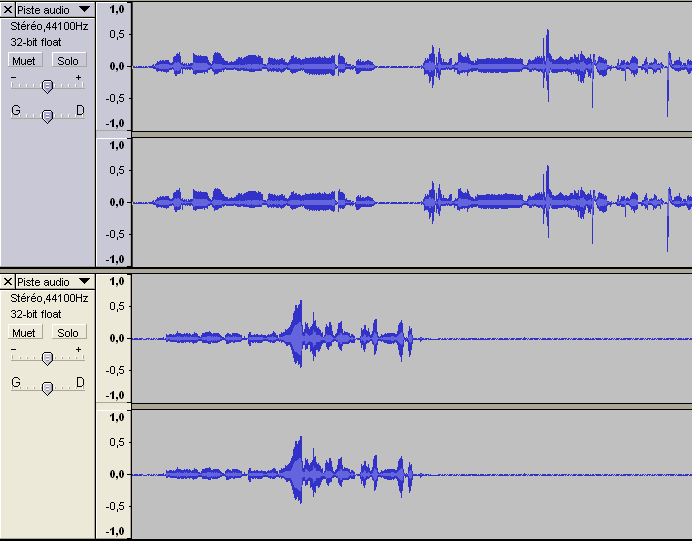 Piste audio
Stéréo,44100Hz
32-bit float
Muet Solo
- +
G D
1,0
0,5
0,0
-0,5
-1,0
1,0
0,5
0,0
-0,5
-1,0
Piste audio
Stéréo,44100Hz
32-bit float
Muet Solo
- +
G D
1,0
0,5
0,0
-0,5
-1,0
1,0
0,5
0,0
-0,5
-1,0